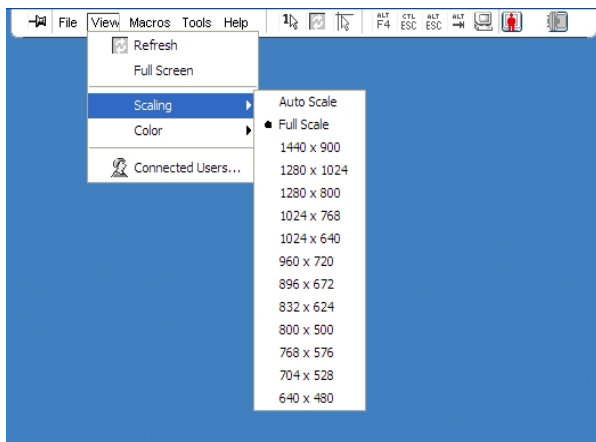 File View Macros Tools Help 1 ALT F4 CTL ESC ALT ESC ALT
Refresh
Full Screen
Scaling
Color
Connected Users...
Auto Scale
Full Scale
1440 x 900
1280 x 1024
1280 x 800
1024 x 768
1024 x 640
960 x 720
896 x 672
832 x 624
800 x 500
768 x 576
704 x 528
640 x 480